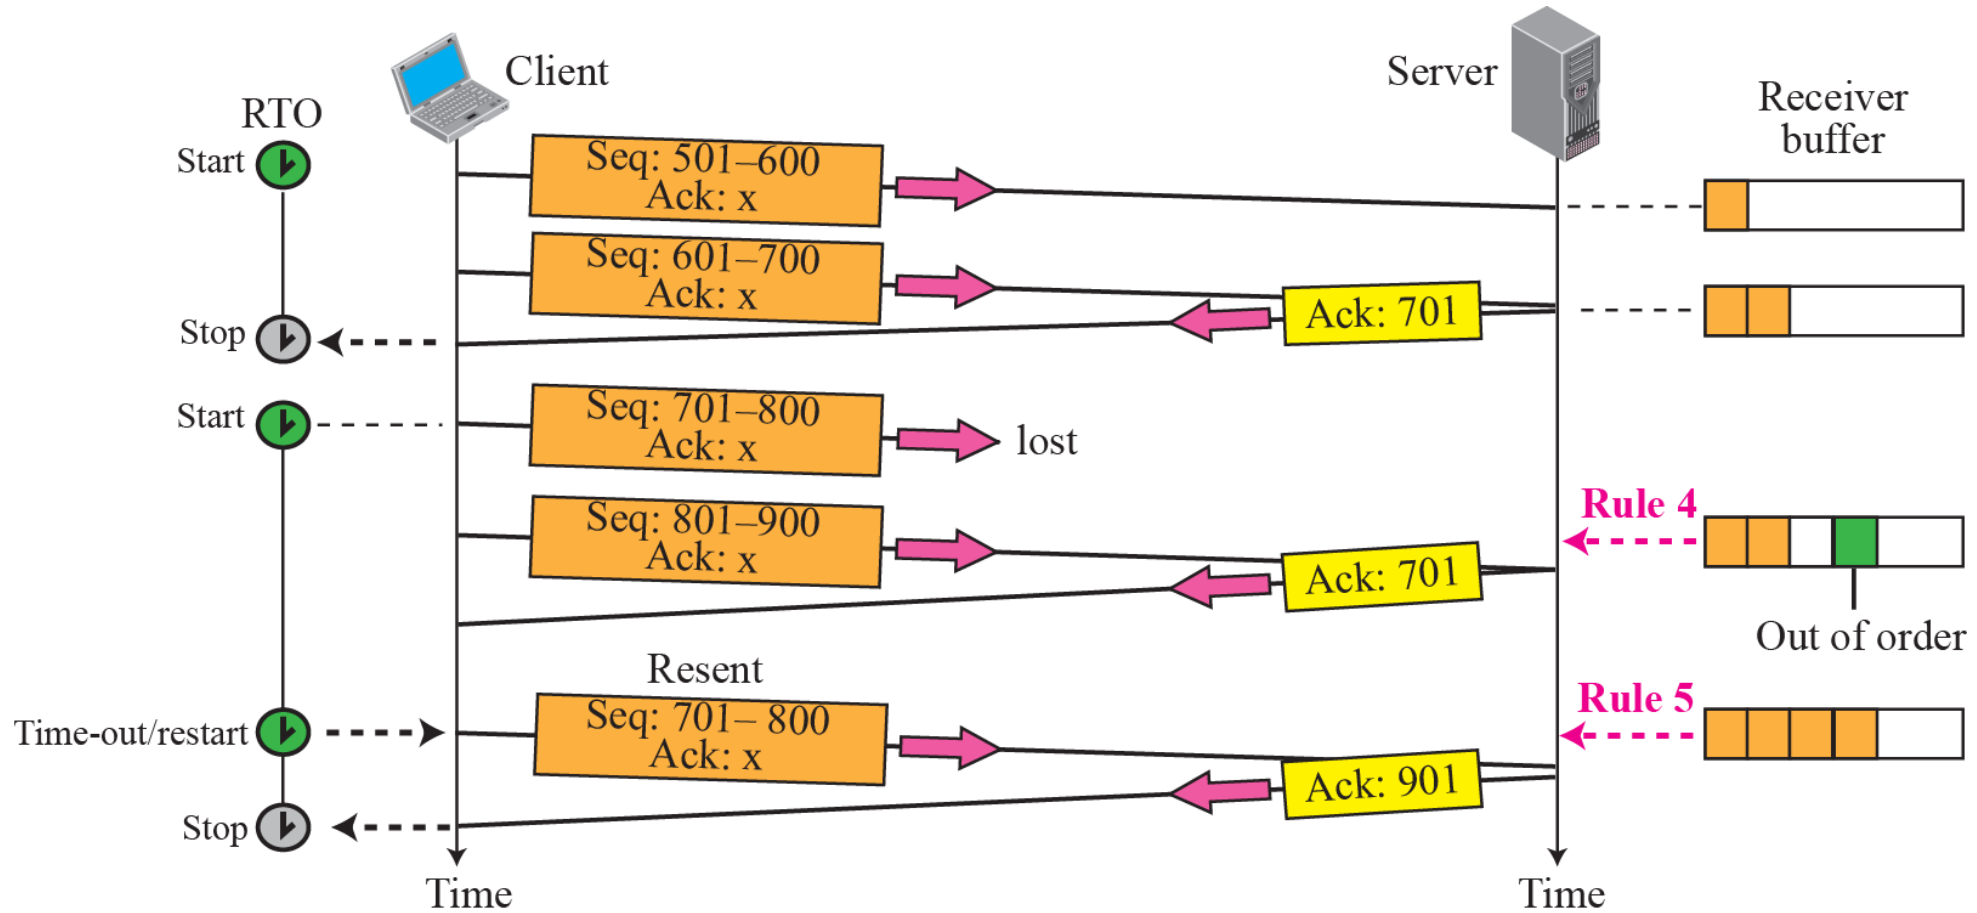 Client
Server
Receiver
buffer
RTO
Start
Seq: 501–600
Ack: x
Seq: 601–700
Ack: x
Ack: 701
Stop
Start
Seq: 701–800
Ack: x
lost
Seq: 801–900
Ack: x
Ack: 701
Rule 4
Out of order
Resent
Time-out/restart
Seq: 701– 800
Ack: x
Rule 5
Ack: 901
Stop
Time
Time